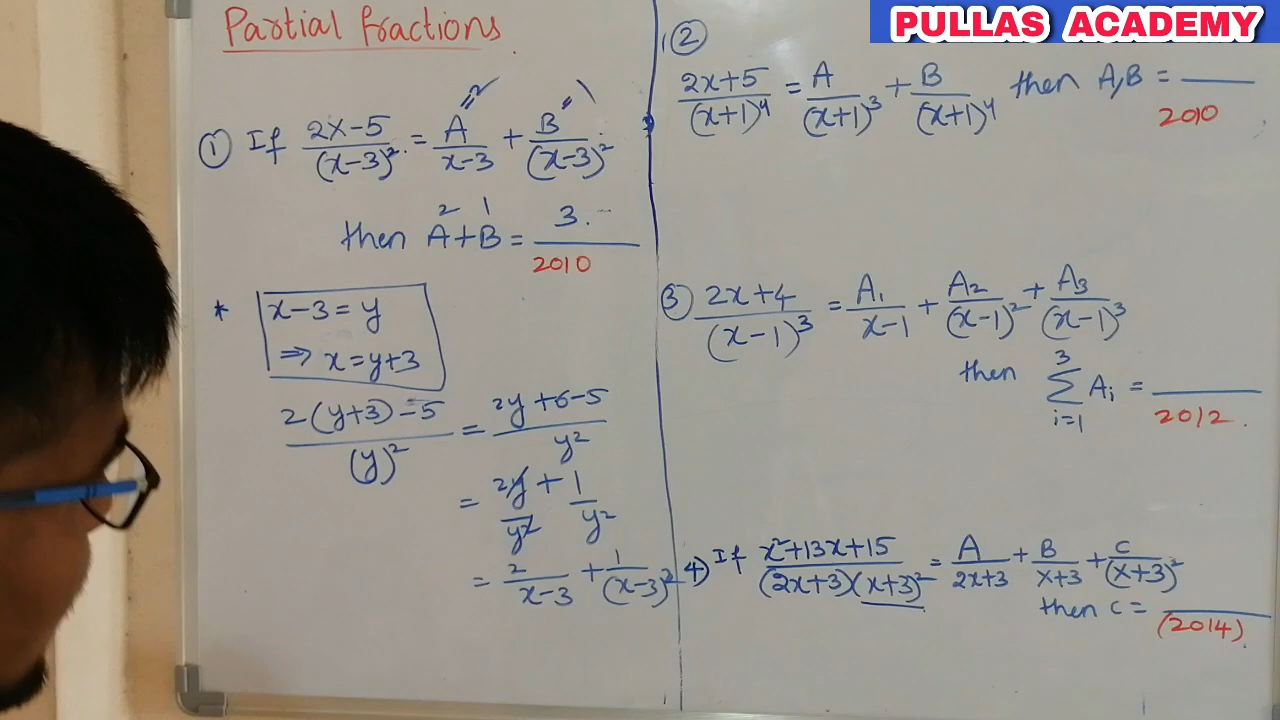 PULLAS ACADEMY
Partial fractions
① If (2x-5)/(x-3)² = A/(x-3) + B/(x-3)²
2 1
then A+B = 3.
2010
* x-3 = y
⇒ x = y+3
(2(y+3)-5)/(y)² = (2y+6-5)/y²
= 2y/y² + 1/y²
= 2/(x-3) + 1/(x-3)²
②
(2x+5)/(x+1)⁴ = A/(x+1)³ + B/(x+1)⁴ then A,B = ____
2010
③ (2x+4)/(x-1)³ = A₁/(x-1) + A₂/(x-1)² + A₃/(x-1)³
then ∑³ᵢ₌₁ Aᵢ = ____
2012.
4) If (x²+13x+15)/((2x+3)(x+3)²) = A/(2x+3) + B/(x+3) + C/(x+3)²
then C = ____
(2014).